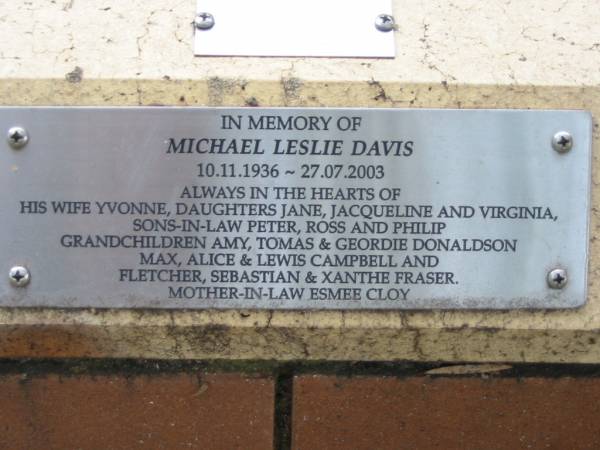 IN MEMORY OF
MICHAEL LESLIE DAVIS
10.11.1936 ~ 27.07.2003
ALWAYS IN THE HEARTS OF
HIS WIFE YVONNE, DAUGHTERS JANE, JACQUELINE AND VIRGINIA,
SONS-IN-LAW PETER, ROSS AND PHILIP
GRANDCHILDREN AMY, TOMAS & GEORDIE DONALDSON
MAX, ALICE & LEWIS CAMPBELL AND
FLETCHER, SEBASTIAN & XANTHE FRASER.
MOTHER-IN-LAW ESMEE CLOY